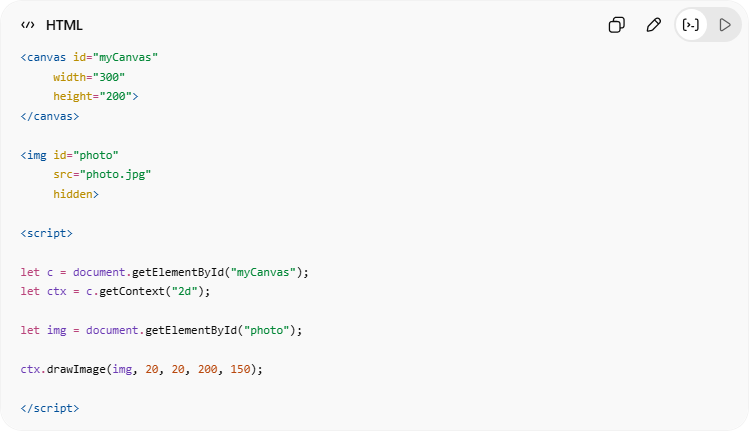 HTML
<canvas id="myCanvas"
     width="300"
     height="200">
</canvas>

<img id="photo"
     src="photo.jpg"
     hidden>

<script>

let c = document.getElementById("myCanvas");
let ctx = c.getContext("2d");

let img = document.getElementById("photo");

ctx.drawImage(img, 20, 20, 200, 150);

</script>